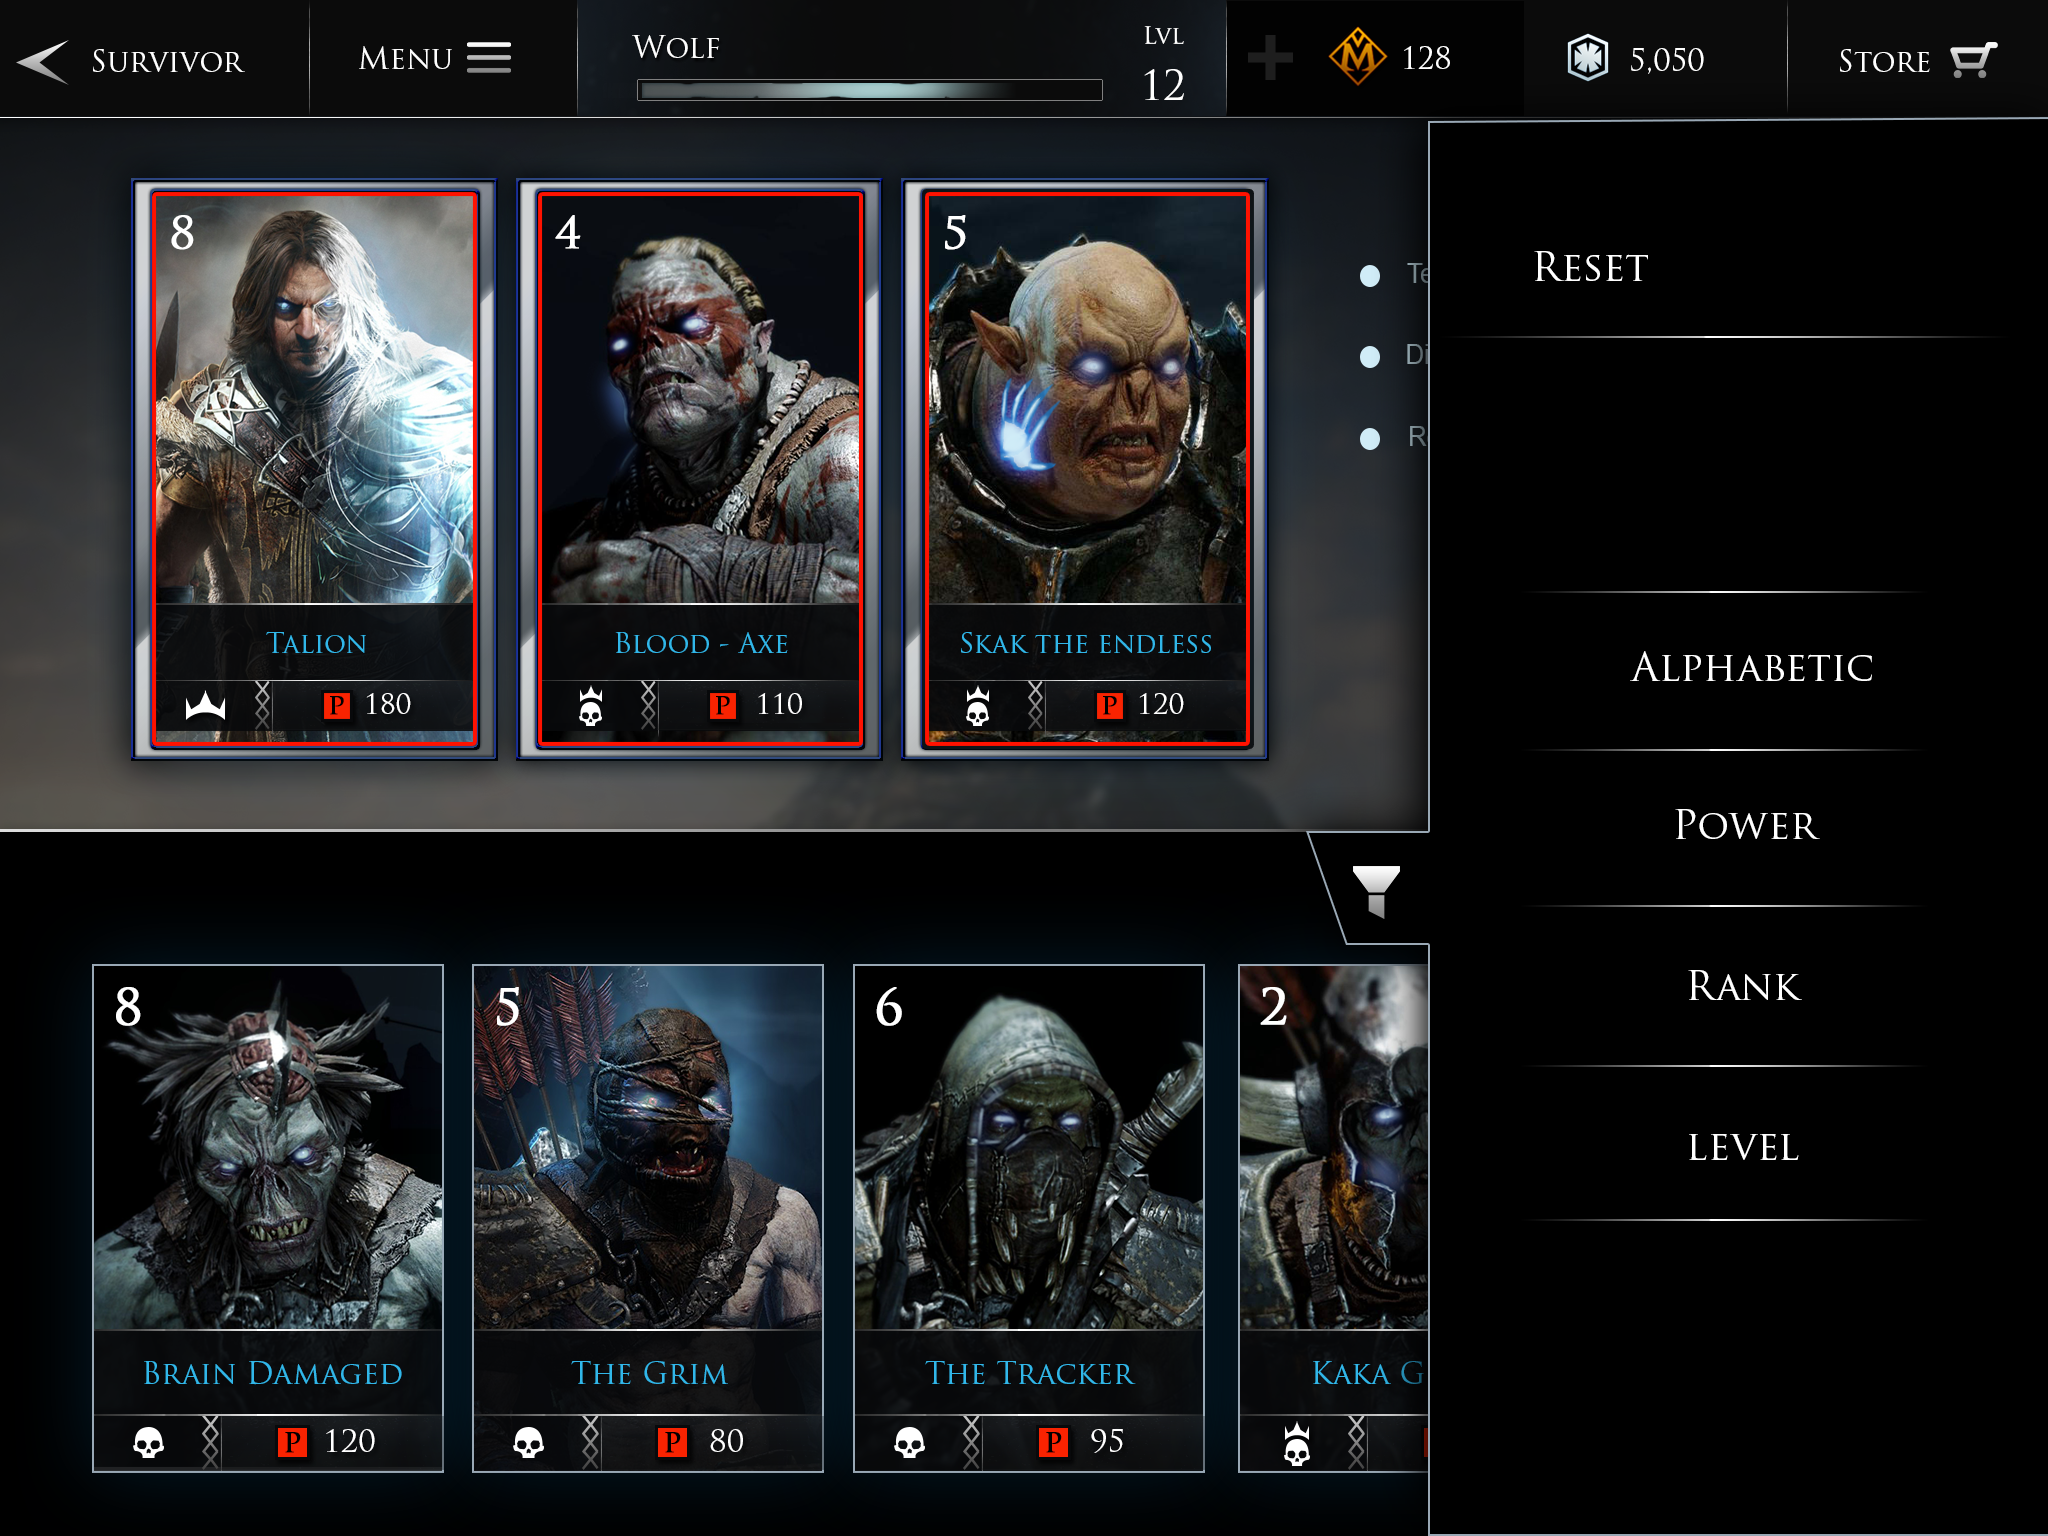 SURVIVOR
MENU
WOLF
LVL
12
128
5,050
STORE
8
4
5
TALION
BLOOD - AXE
SKAK THE ENDLESS
P 180
P 110
P 120
RESET
ALPHABETIC
POWER
RANK
LEVEL
8
5
6
2
BRAIN DAMAGED
THE GRIM
THE TRACKER
KAKA
P 120
P 80
P 95